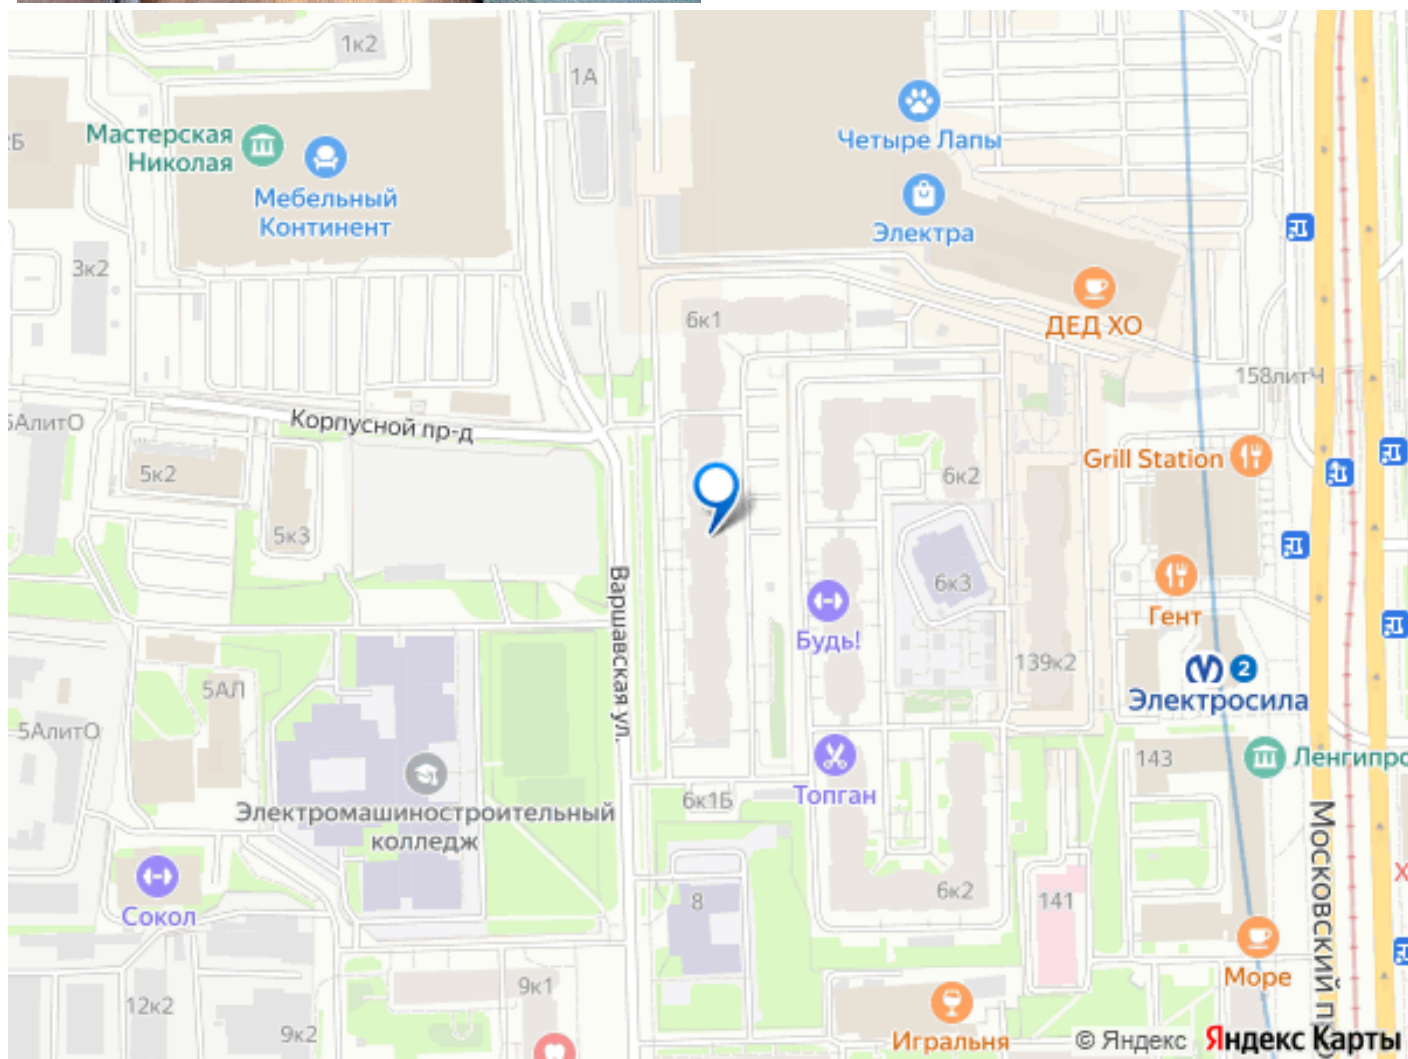 1к2
1А
Четыре Лапы
Мастерская
Николая
Мебельный
Континент
Электра
3к2
6к1
ДЕД ХО
158литЧ
5АлитО
Корпусной пр-д
Grill Station
5к2
6к2
5к3
6к3
Гент
Варшавская ул.
Будь!
139к2
2
Электросила
5АЛ
5АлитО
143
Ленгипро
Топган
6к1Б
Электромашиностроительный
колледж
Московский п
Сокол
8
6к2
141
Море
9к1
12к2
9к2
Игральня
© Яндекс Яндекс Карты